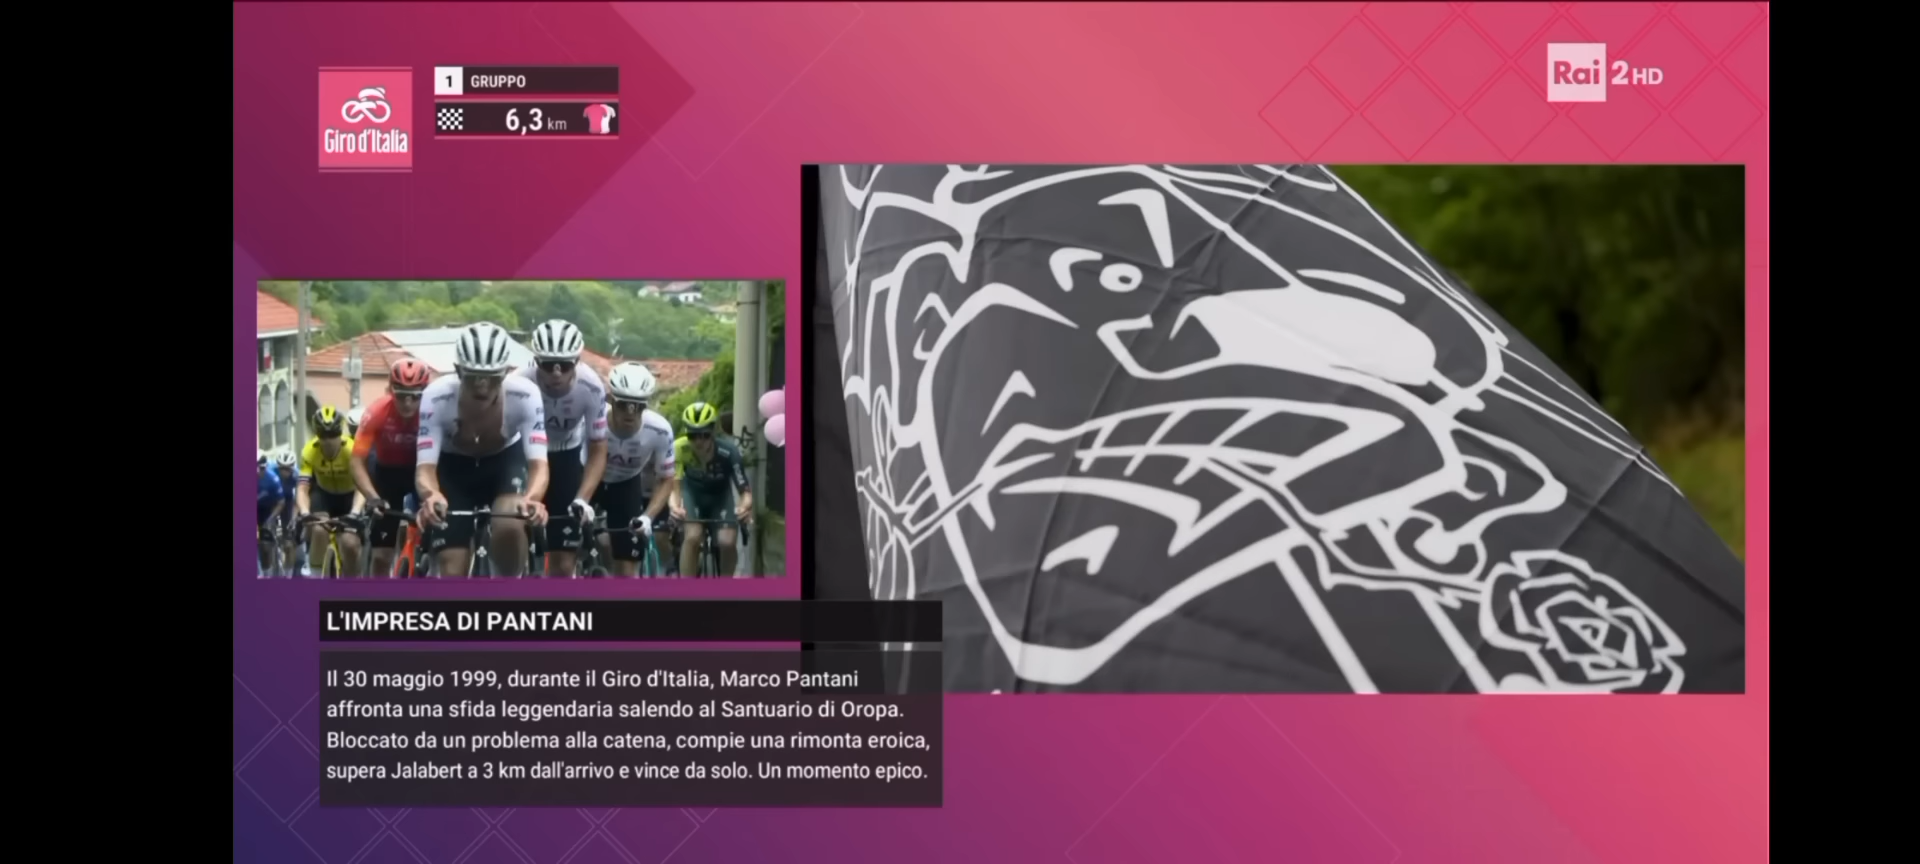 Giro d'Italia
1 GRUPPO
6,3 km
Rai 2 HD
L'IMPRESA DI PANTANI
Il 30 maggio 1999, durante il Giro d'Italia, Marco Pantani
affronta una sfida leggendaria salendo al Santuario di Oropa.
Bloccato da un problema alla catena, compie una rimonta eroica,
supera Jalabert a 3 km dall'arrivo e vince da solo. Un momento epico.